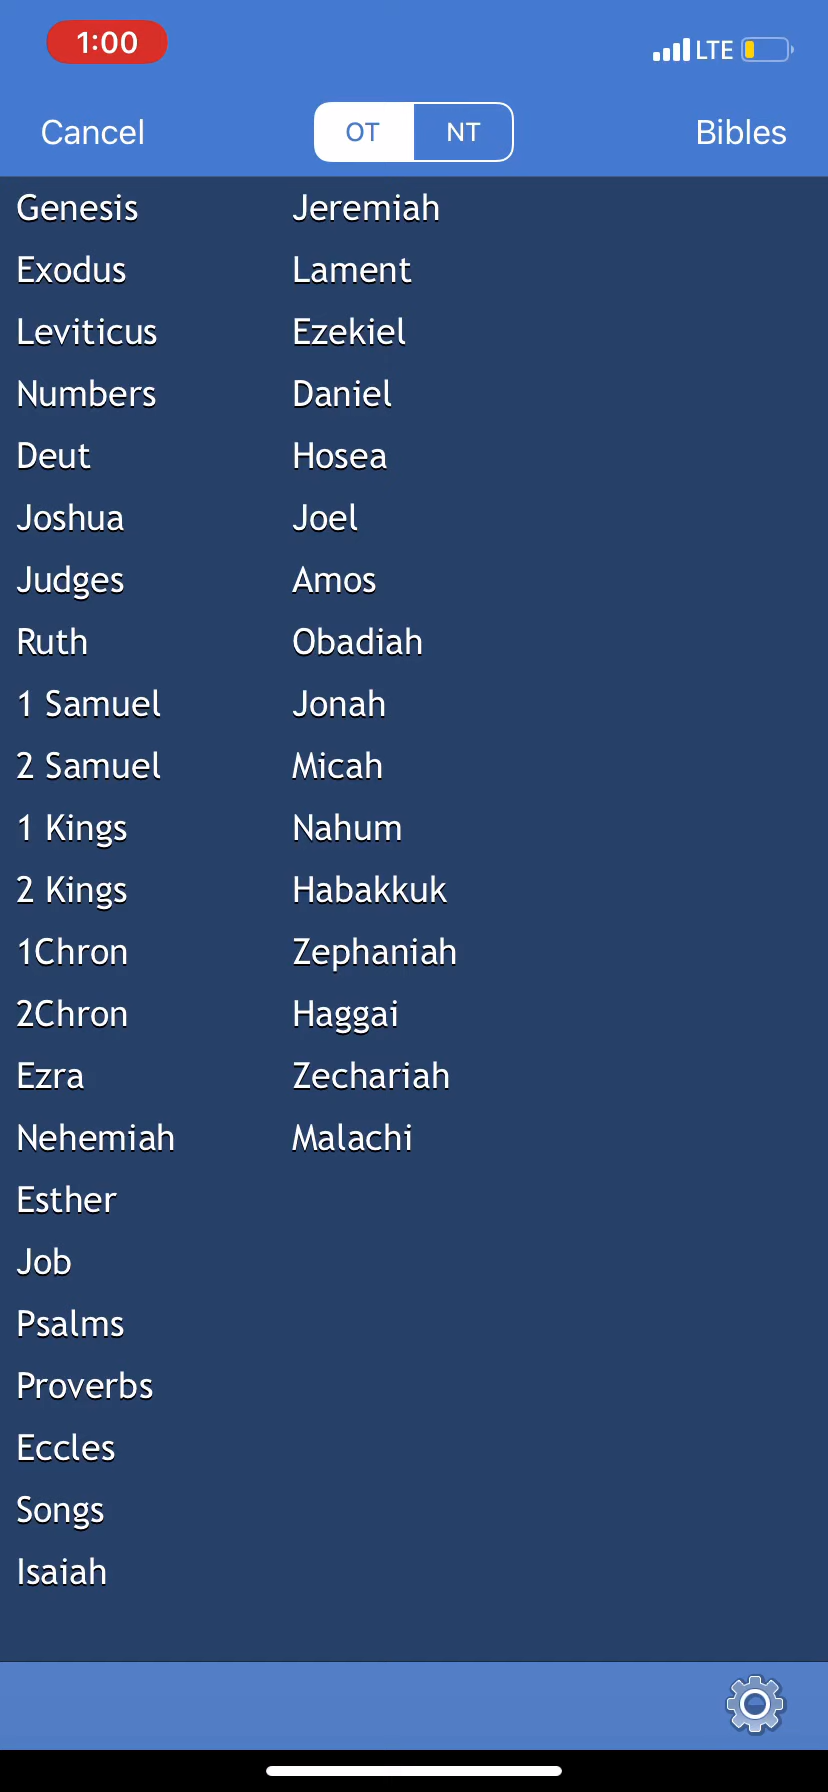 1:00
LTE
Cancel
OT
NT
Bibles
Genesis
Exodus
Leviticus
Numbers
Deut
Joshua
Judges
Ruth
1 Samuel
2 Samuel
1 Kings
2 Kings
1Chron
2Chron
Ezra
Nehemiah
Esther
Job
Psalms
Proverbs
Eccles
Songs
Isaiah
Jeremiah
Lament
Ezekiel
Daniel
Hosea
Joel
Amos
Obadiah
Jonah
Micah
Nahum
Habakkuk
Zephaniah
Haggai
Zechariah
Malachi